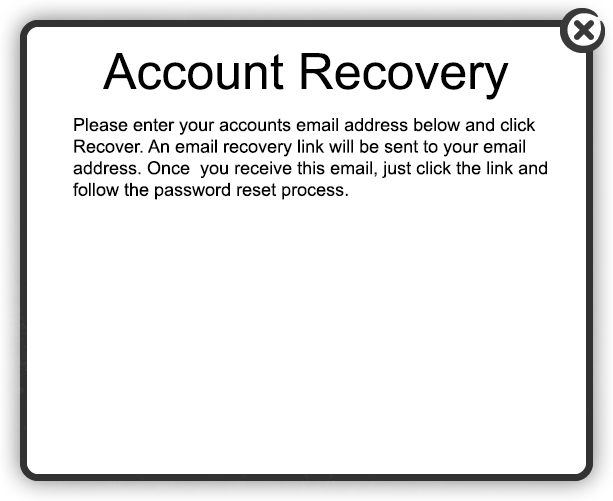 Account Recovery
Please enter your accounts email address below and click
Recover. An email recovery link will be sent to your email
address. Once  you receive this email, just click the link and
follow the password reset process.